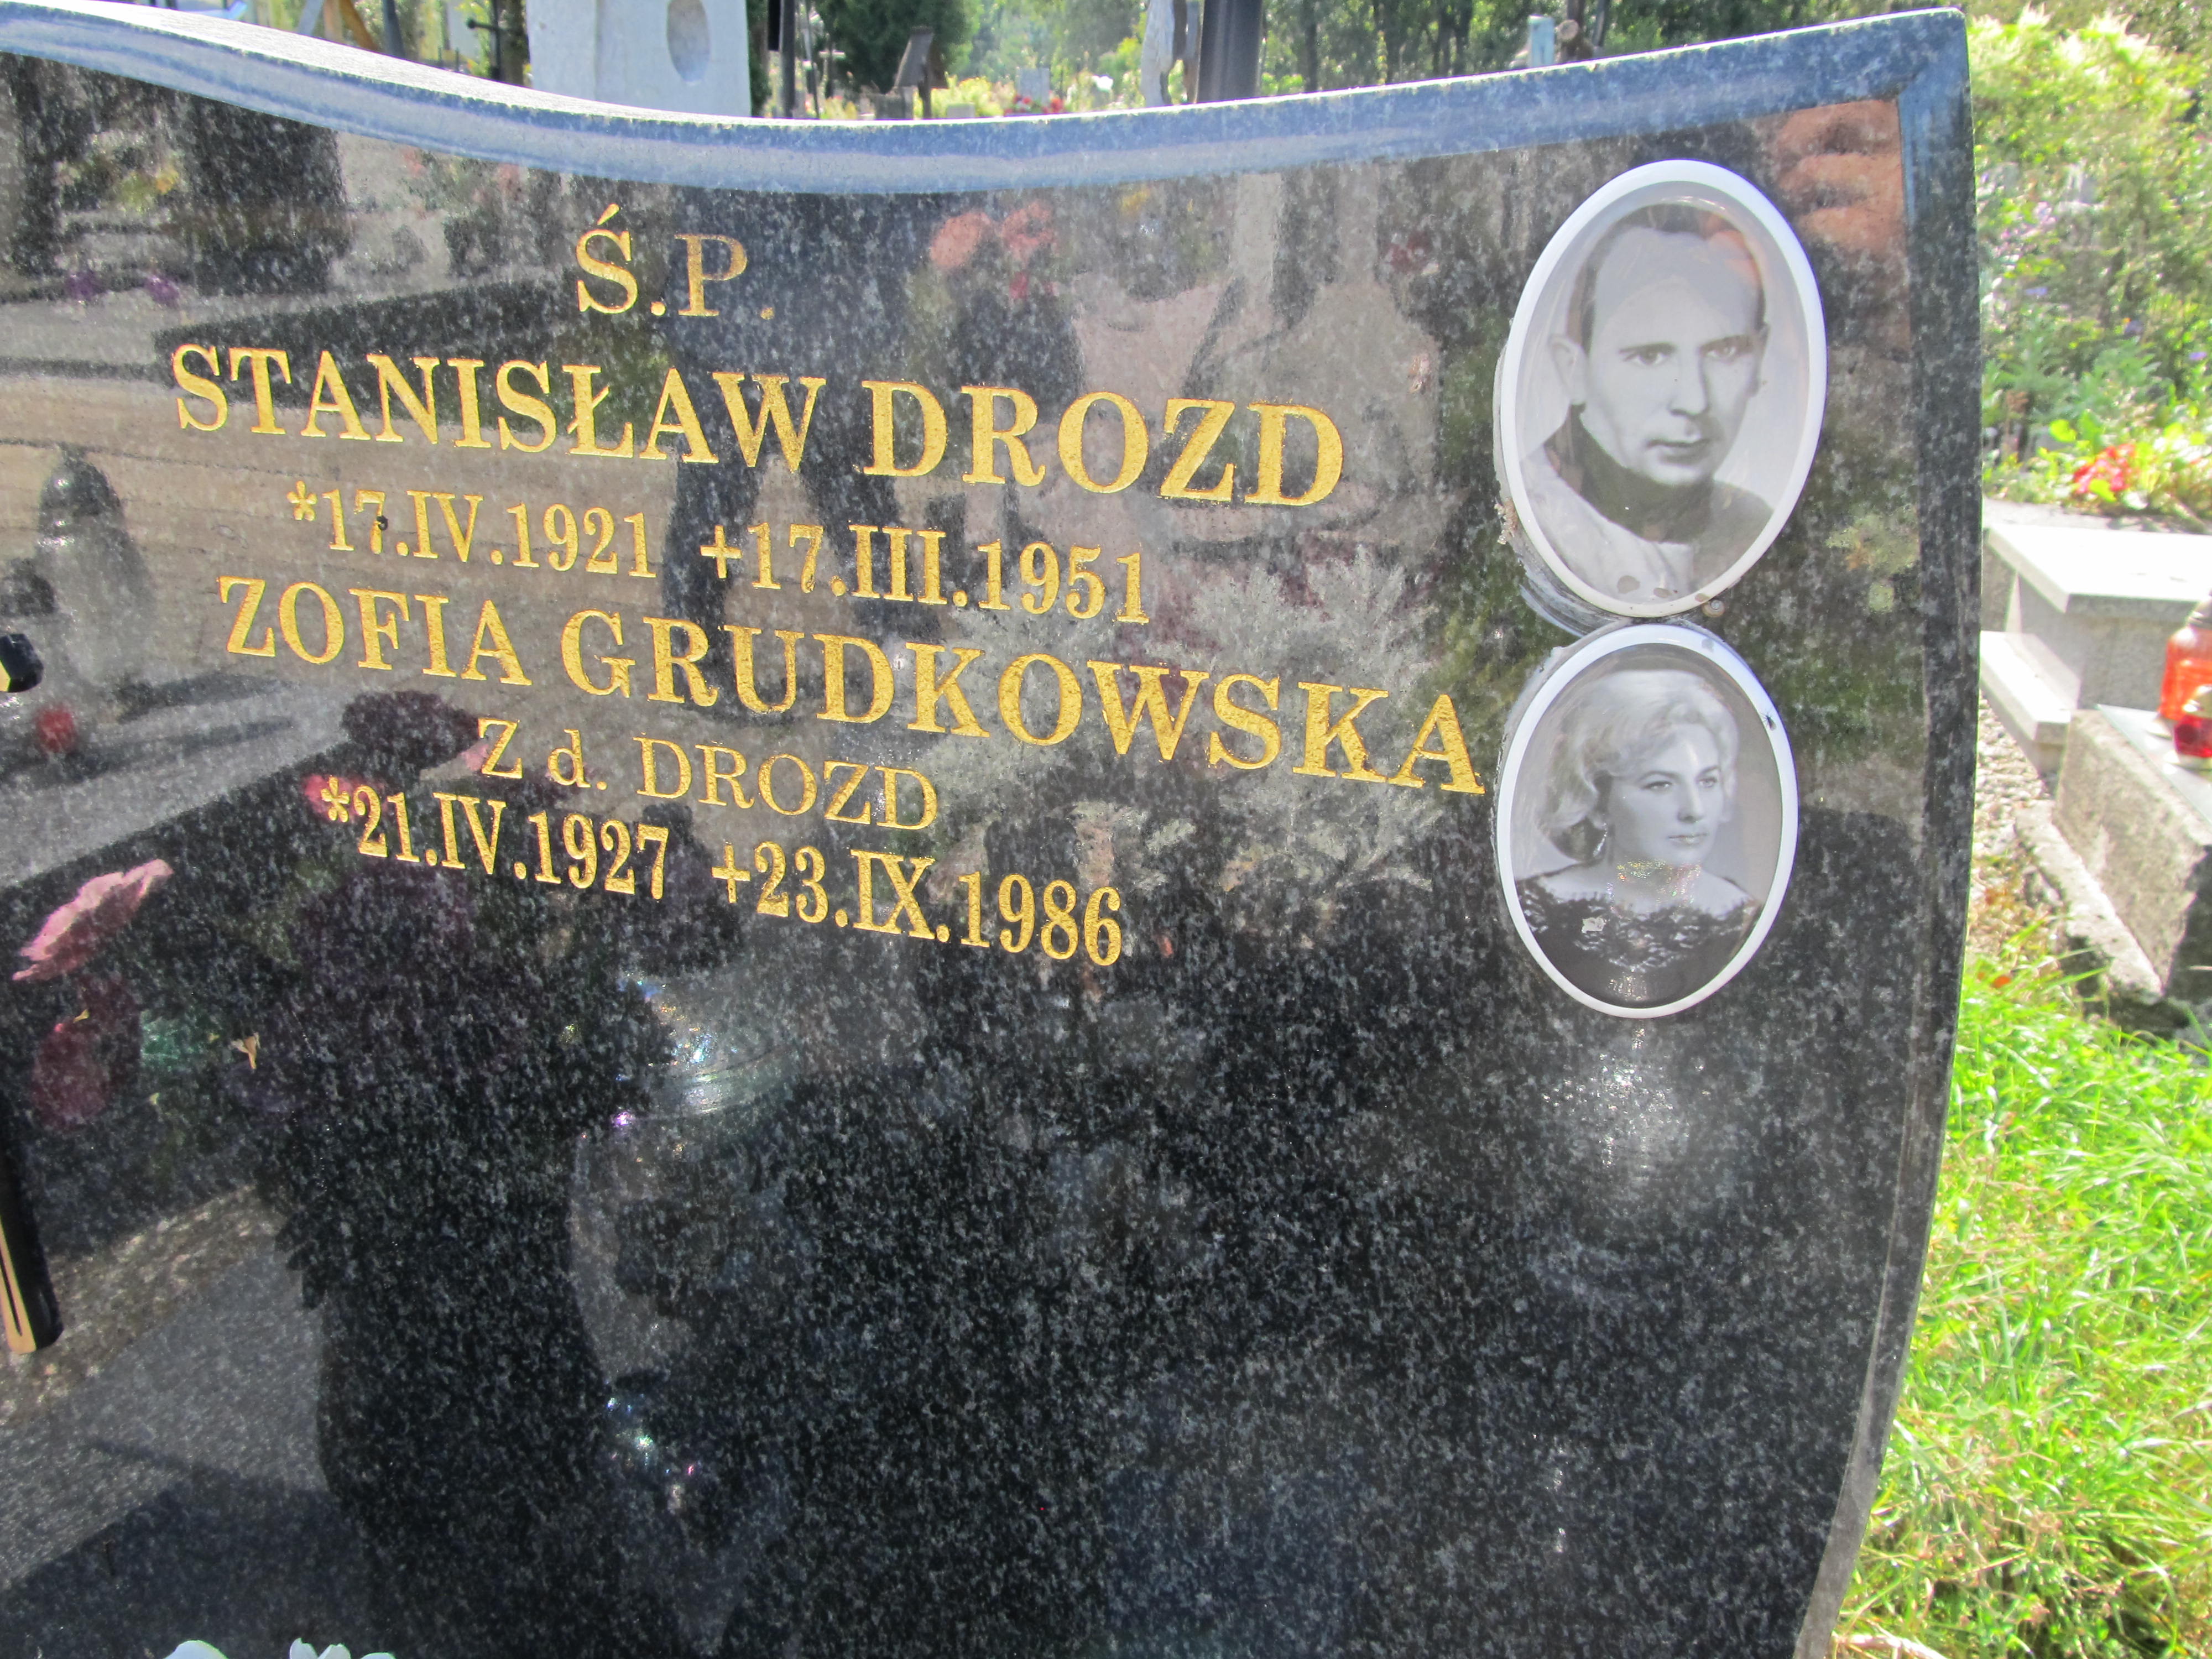 Ś.P.
STANISŁAW DROZD
*17.IV.1921 +17.III.1951
ZOFIA GRUDKOWSKA
Z d. DROZD
*21.IV.1927 +23.IX.1986